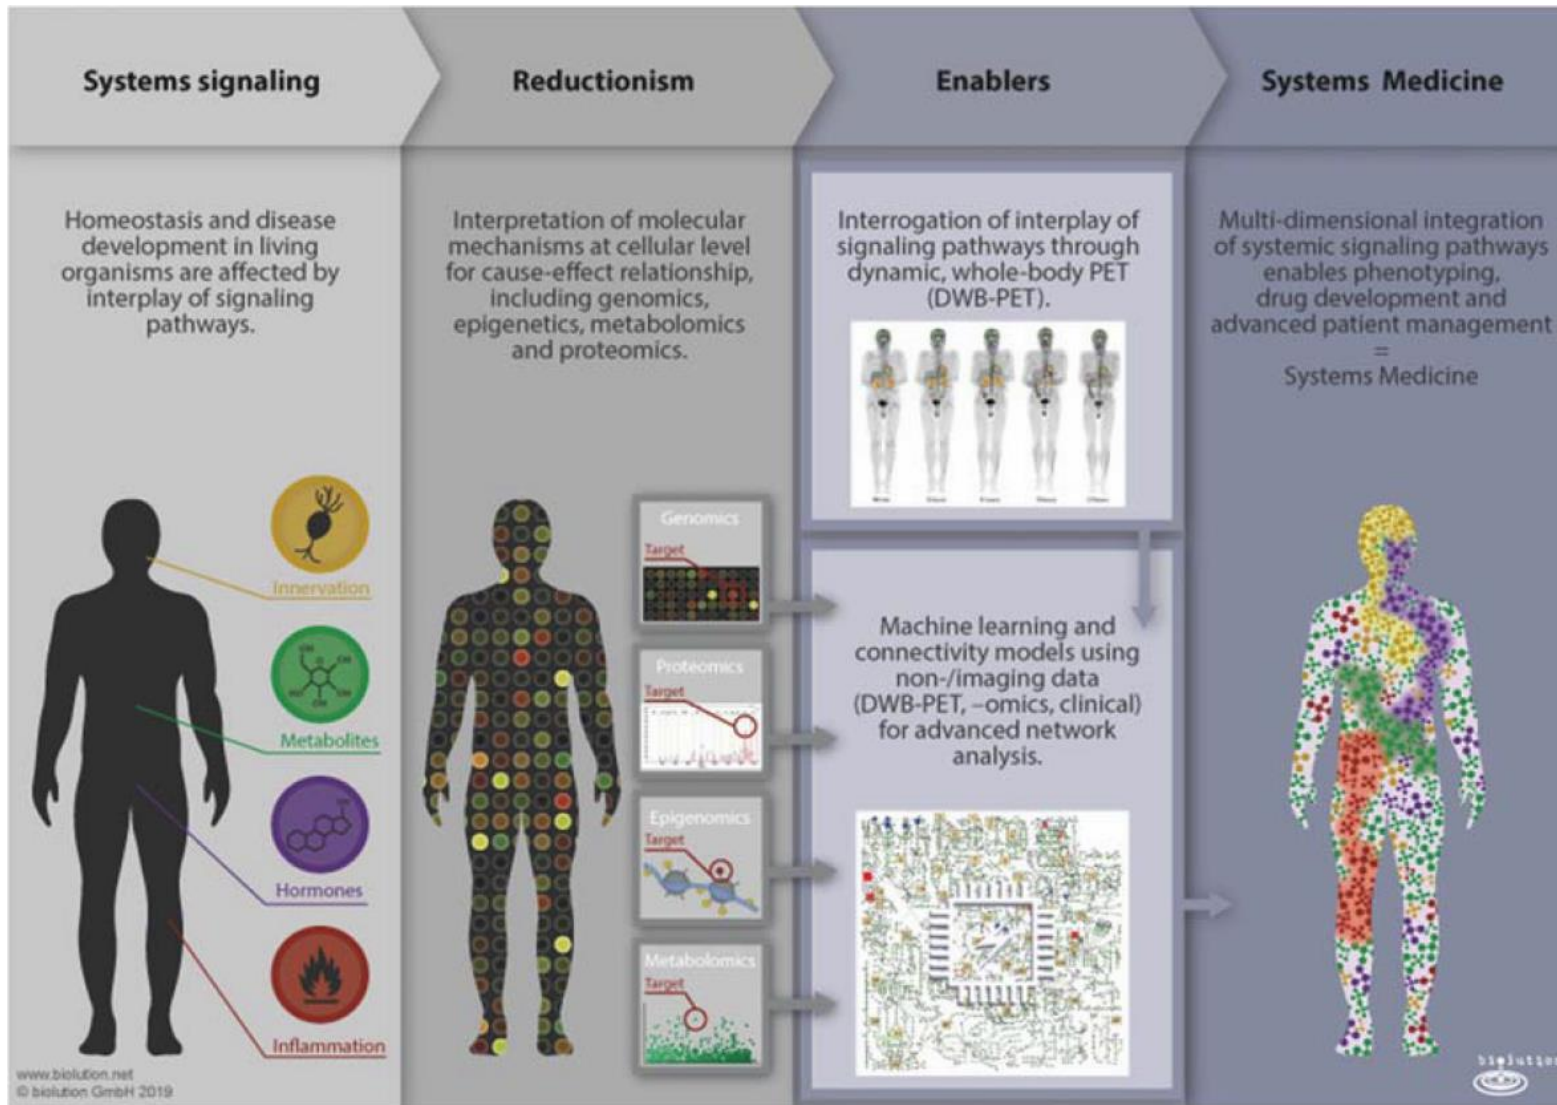 Systems signaling
Reductionism
Enablers
Systems Medicine
Homeostasis and disease
development in living
organisms are affected by
interplay of signaling
pathways.
Innervation
Metabolites
Hormones
Inflammation
www.biolution.net
© biolution GmbH 2019
Interpretation of molecular
mechanisms at cellular level
for cause-effect relationship,
including genomics,
epigenetics, metabolomics
and proteomics.
Genomics
Target
Proteomics
Target
Epigenomics
Target
Metabolomics
Target
Interrogation of interplay of
signaling pathways through
dynamic, whole-body PET
(DWB-PET).
Machine learning and
connectivity models using
non-/imaging data
(DWB-PET, –omics, clinical)
for advanced network
analysis.
Multi-dimensional integration
of systemic signaling pathways
enables phenotyping,
drug development and
advanced patient management
=
Systems Medicine
biolution